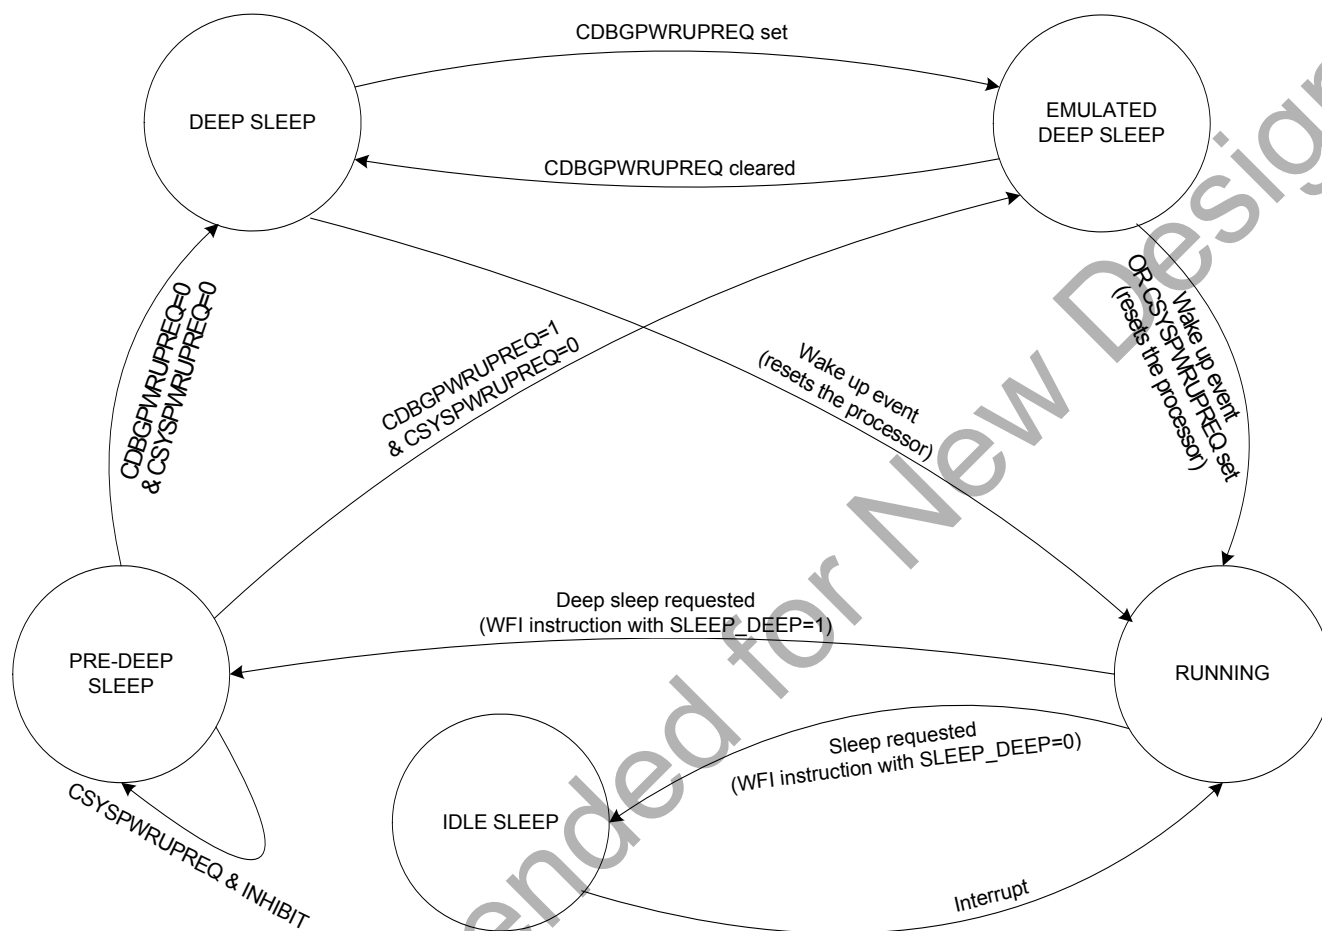 CDBGPWRUPREQ set
DEEP SLEEP
EMULATED
DEEP SLEEP
CDBGPWRUPREQ cleared
CDBGPWRUPREQ=0
& CSYSPWRUPREQ=0
CDBGPWRUPREQ=1
& CSYSPWRUPREQ=0
Wake up event
(resets the processor)
Wake up event
OR CSYSPWRUPREQ set
(resets the processor)
Deep sleep requested
(WFI instruction with SLEEP_DEEP=1)
PRE-DEEP
SLEEP
RUNNING
Sleep requested
(WFI instruction with SLEEP_DEEP=0)
IDLE SLEEP
CSYSPWRUPREQ & INHIBIT
Interrupt
ended for New Design